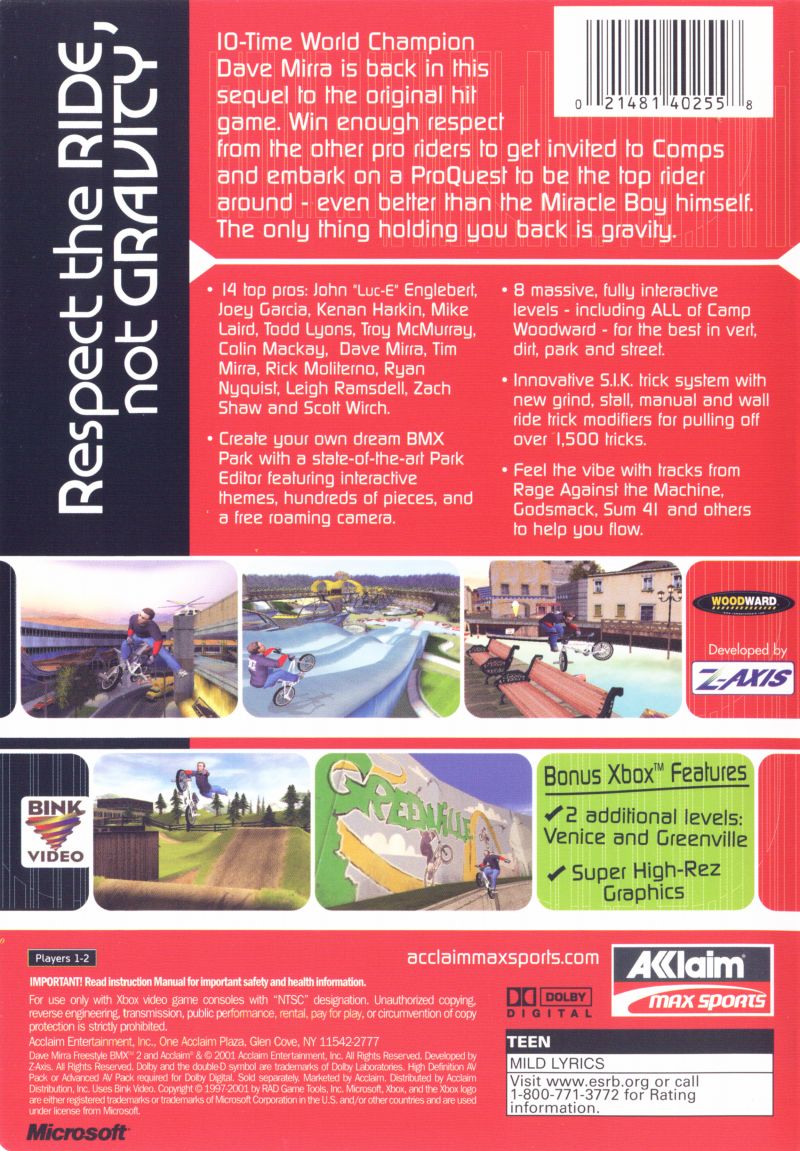 Respect the RIDE,
not GRAVITY
10-Time World Champion
Dave Mirra is back in this
sequel to the original hit
game. Win enough respect
from the other pro riders to get invited to Comps
and embark on a ProQuest to be the top rider
around - even better than the Miracle Boy himself.
The only thing holding you back is gravity.
0 21481 40255 8
• 14 top pros: John "Luc-E" Englebert,
Joey Garcia, Kenan Harkin, Mike
Laird, Todd Lyons, Troy McMurray,
Colin Mackay, Dave Mirra, Tim
Mirra, Rick Moliterno, Ryan
Nyquist, Leigh Ramsdell, Zach
Shaw and Scott Wirch.
• Create your own dream BMX
Park with a state-of-the-art Park
Editor featuring interactive
themes, hundreds of pieces, and
a free roaming camera.
• 8 massive, fully interactive
levels - including ALL of Camp
Woodward - for the best in vert,
dirt, park and street.
• Innovative S.I.K. trick system with
new grind, stall, manual and wall
ride trick modifiers for pulling off
over 1,500 tricks.
• Feel the vibe with tracks from
Rage Against the Machine,
Godsmack, Sum 41 and others
to help you flow.
WOODWARD
Developed by
Z-AXIS
BINK
VIDEO
GREENVILLE
Bonus Xbox™ Features
✓ 2 additional levels:
Venice and Greenville
✓ Super High-Rez
Graphics
Players 1-2
acclaimmaxsports.com
AKKlaim®
MAX SPORTS
IMPORTANT! Read instruction Manual for important safety and health information.
For use only with Xbox video game consoles with "NTSC" designation. Unauthorized copying,
reverse engineering, transmission, public performance, rental, pay for play, or circumvention of copy
protection is strictly prohibited.
Acclaim Entertainment, Inc., One Acclaim Plaza, Glen Cove, NY 11542-2777
Dave Mirra Freestyle BMX™ 2 and Acclaim® & © 2001 Acclaim Entertainment, Inc. All Rights Reserved. Developed by
Z-Axis. All Rights Reserved. Dolby and the double-D symbol are trademarks of Dolby Laboratories. High Definition AV
Pack or Advanced AV Pack required for Dolby Digital. Sold separately. Marketed by Acclaim. Distributed by Acclaim
Distribution, Inc. Uses Bink Video. Copyright © 1997-2001 by RAD Game Tools, Inc. Microsoft, Xbox, and the Xbox logo
are either registered trademarks or trademarks of Microsoft Corporation in the U.S. and/or other countries and are used
under license from Microsoft.
Microsoft®
DOLBY
DIGITAL
TEEN
MILD LYRICS
Visit www.esrb.org or call
1-800-771-3772 for Rating
information.